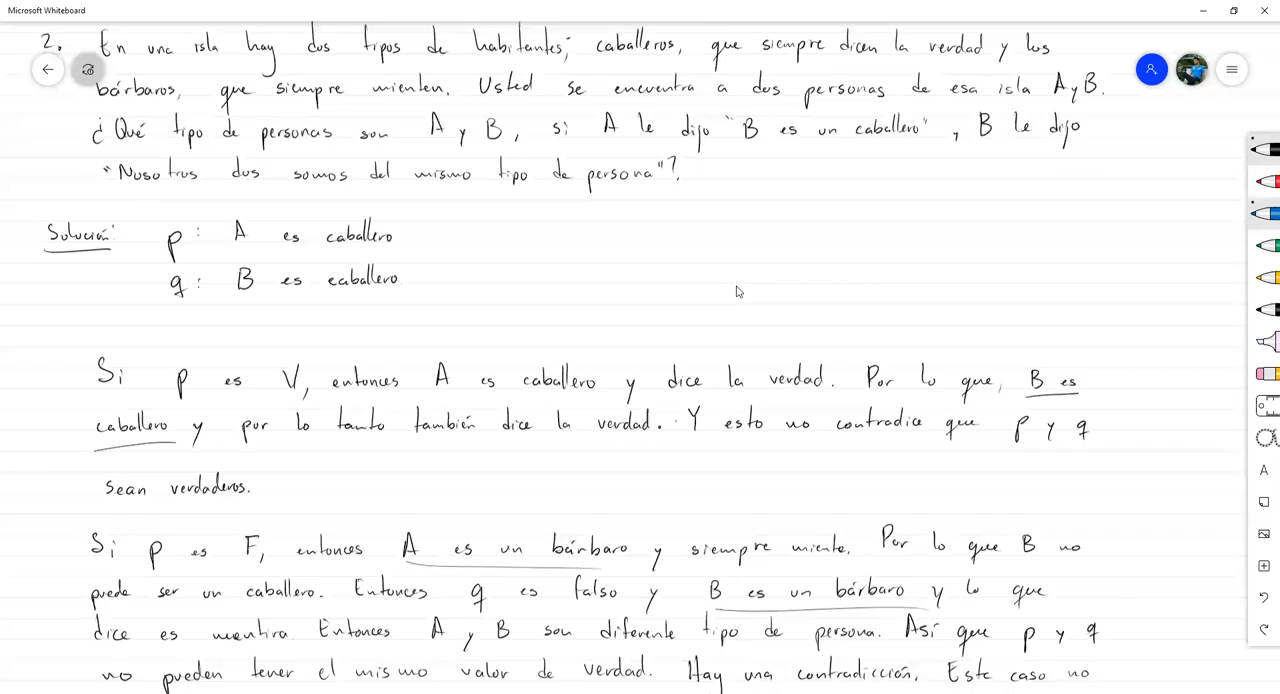 Microsoft Whiteboard
2. En una isla hay dos tipos de habitantes; caballeros, que siempre dicen la verdad y los
bárbaros, que siempre mienten. Usted se encuentra a dos personas de esa isla A y B.
¿Qué tipo de personas son A y B, si A le dijo "B es un caballero", B le dijo
"Nosotros dos somos del mismo tipo de persona"?
Solución: p: A es caballero
q: B es caballero
Si p es V, entonces A es caballero y dice la verdad. Por lo que, B es
caballero y por lo tanto también dice la verdad. Y esto no contradice que p y q
sean verdaderos.
Si p es F, entonces A es un bárbaro y siempre miente. Por lo que B no
puede ser un caballero. Entonces q es falso y B es un bárbaro y lo que
dice es mentira. Entonces A y B son diferente tipo de persona. Así que p y q
no pueden tener el mismo valor de verdad. Hay una contradicción. Este caso no
A